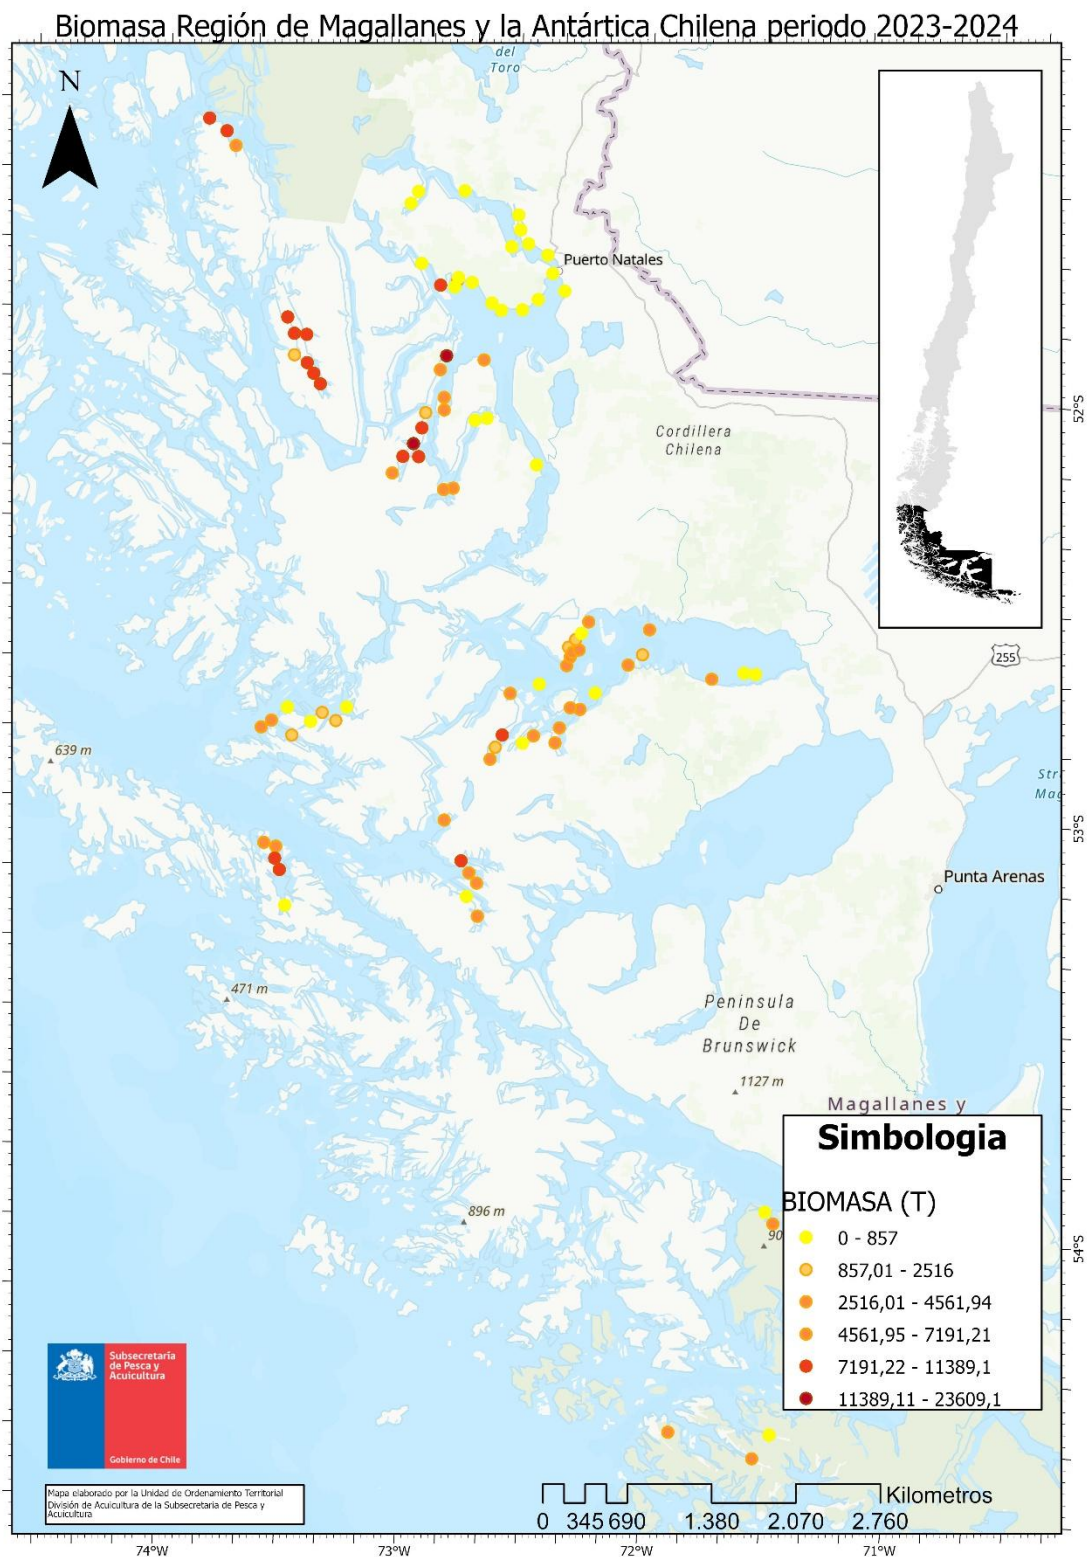 Biomasa Región de Magallanes y la Antártica Chilena periodo 2023-2024
del
Toro
N
Puerto Natales
52°S
Cordillera
Chilena
255
639 m
Str
Mag
53°S
Punta Arenas
471 m
Peninsula
De
Brunswick
1127 m
Magallanes y
Simbologia
896 m
BIOMASA (T)
90
0 - 857
54°S
857,01 - 2516
2516,01 - 4561,94
4561,95 - 7191,21
7191,22 - 11389,1
11389,11 - 23609,1
Subsecretaría
de Pesca y
Acuicultura
Gobierno de Chile
Mapa elaborado por la Unidad de Ordenamiento Territorial
División de Acuicultura de la Subsecretaria de Pesca y
Acuicultura
Kilometros
0 345 690 1.380 2.070 2.760
74°W 73°W 72°W 71°W